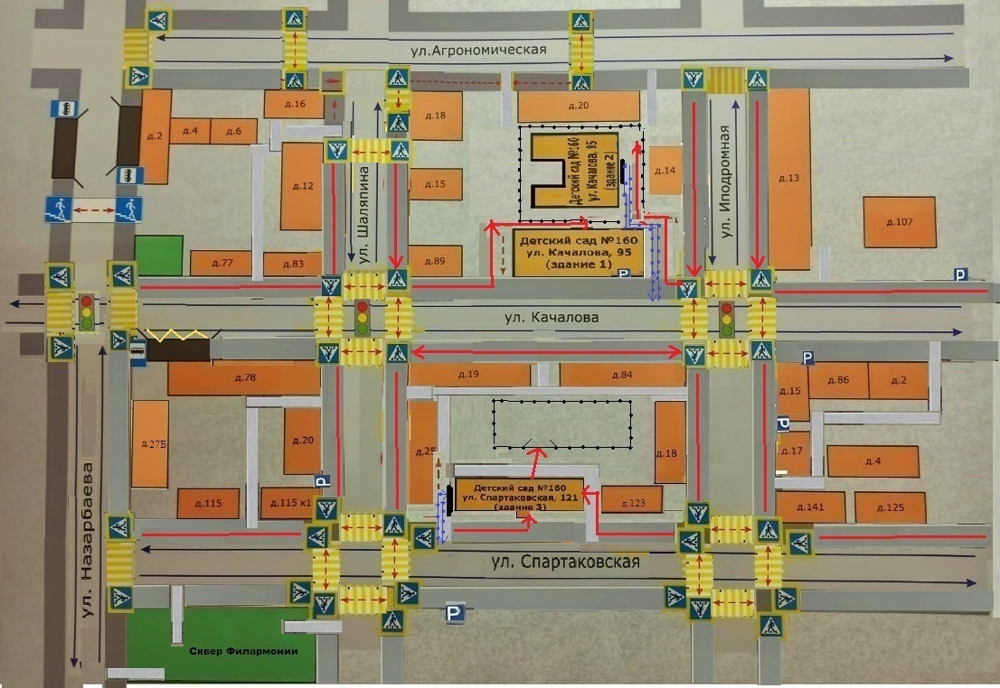 ул.Агрономическая
д.16
д.18
д.20
д.2
д.4
д.6
д.12
ул. Шаляпина
д.15
Детский сад №160
ул. Качалова, 95
(здание 2)
д.14
ул. Иподромная
д.13
д.107
д.77
д.83
д.89
Детский сад №160
ул. Качалова, 95
(здание 1)
P
P
ул. Качалова
д.78
д.19
д.84
P
д.15
д.86
д.2
д.27Б
д.20
д.25
д.18
P
д.17
д.4
P
д.115
д.115 к1
Детский сад №160
ул. Спартаковская, 121
(здание 3)
д.123
д.141
д.125
ул. Назарбаева
ул. Спартаковская
P
Сквер Филармонии